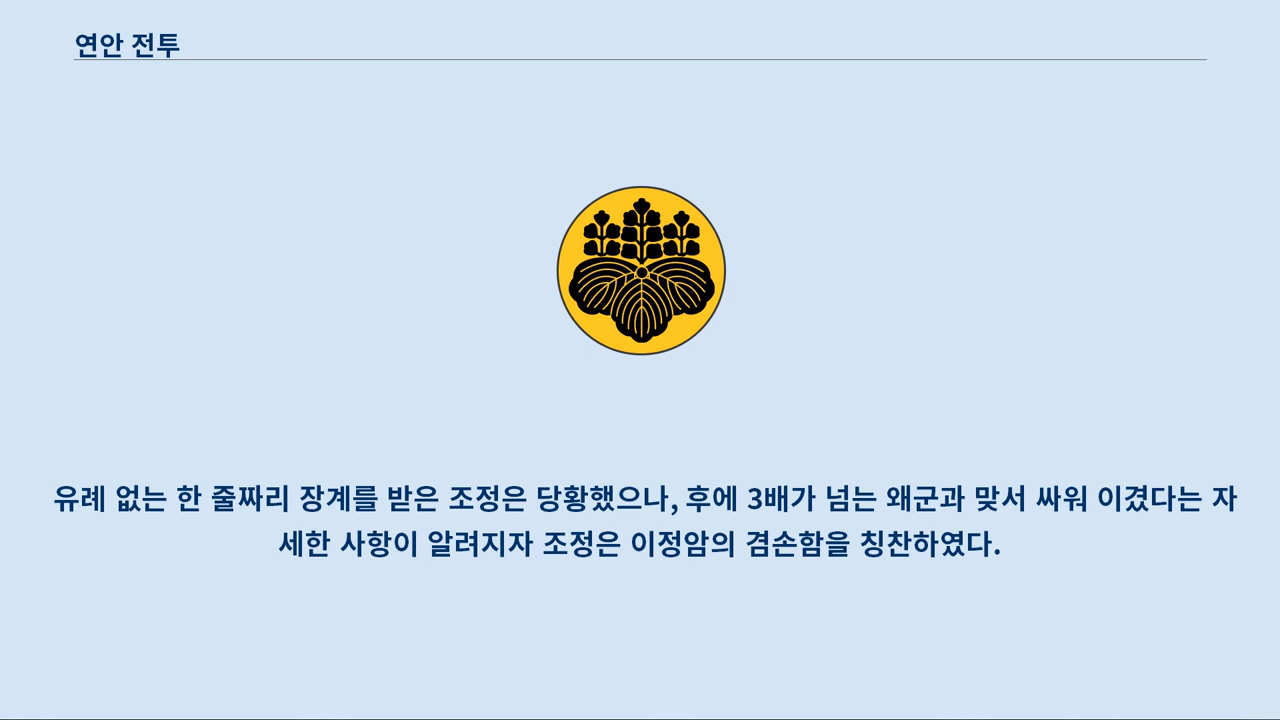 연안 전투
유례 없는 한 줄짜리 장계를 받은 조정은 당황했으나, 후에 3배가 넘는 왜군과 맞서 싸워 이겼다는 자
세한 사항이 알려지자 조정은 이정암의 겸손함을 칭찬하였다.